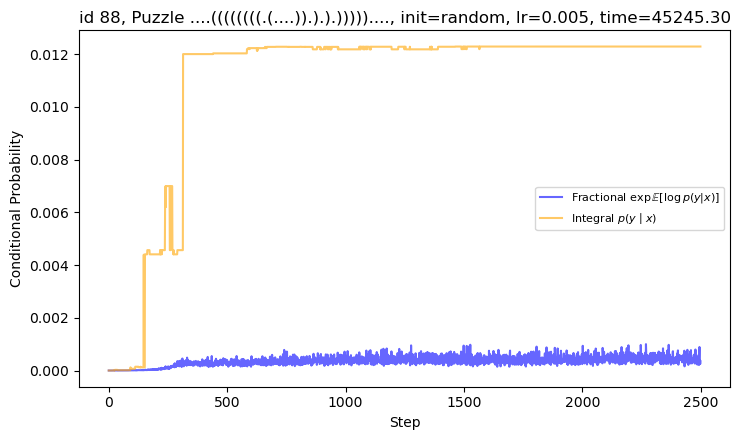 id 88, Puzzle ....((((((((.(....)).).).)))))...., init=random, lr=0.005, time=45245.30
0.012
0.010
0.008
0.006
0.004
0.002
0.000
Conditional Probability
Fractional exp𝔼[log p(y|x)]
Integral p(y | x)
0
500
1000
1500
2000
2500
Step